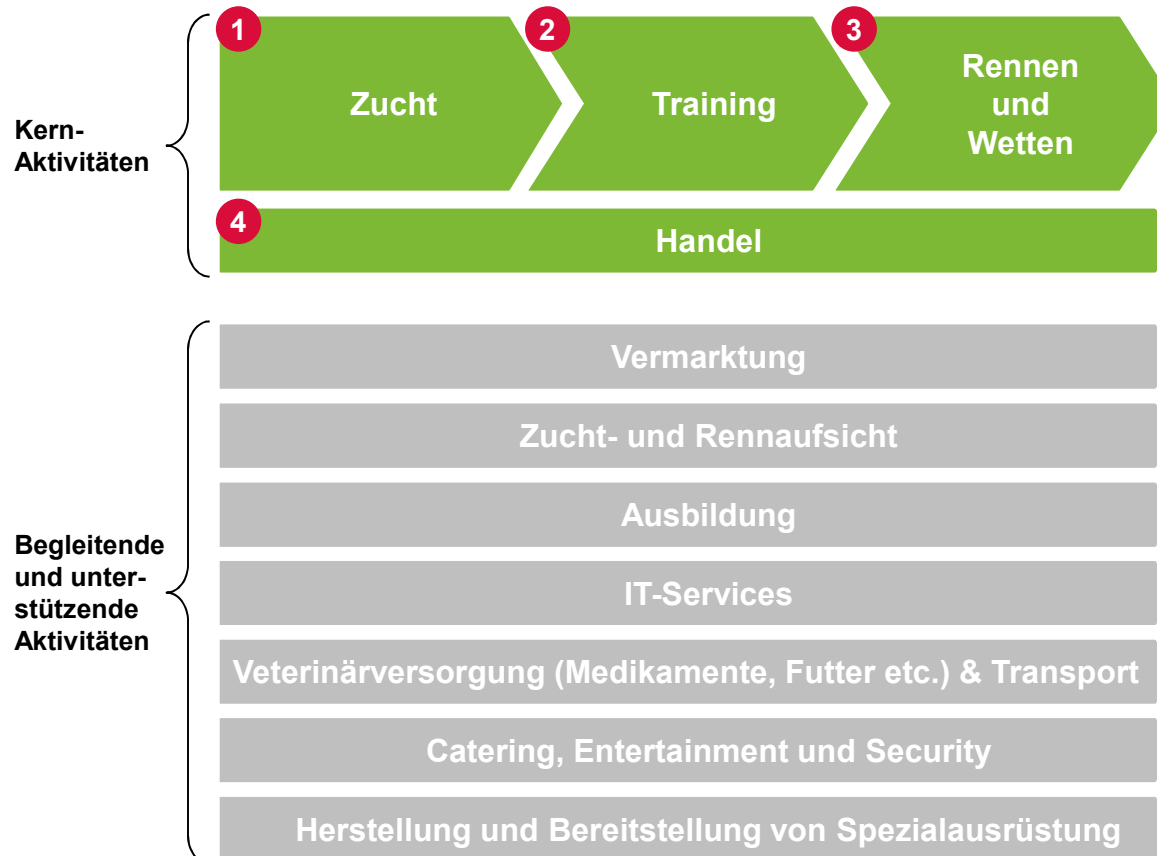 1
2
3
Zucht
Training
Rennen
und
Wetten
Kern-
Aktivitäten
4
Handel
Vermarktung
Zucht- und Rennaufsicht
Ausbildung
Begleitende
und unter-
stützende
Aktivitäten
IT-Services
Veterinärversorgung (Medikamente, Futter etc.) & Transport
Catering, Entertainment und Security
Herstellung und Bereitstellung von Spezialausrüstung